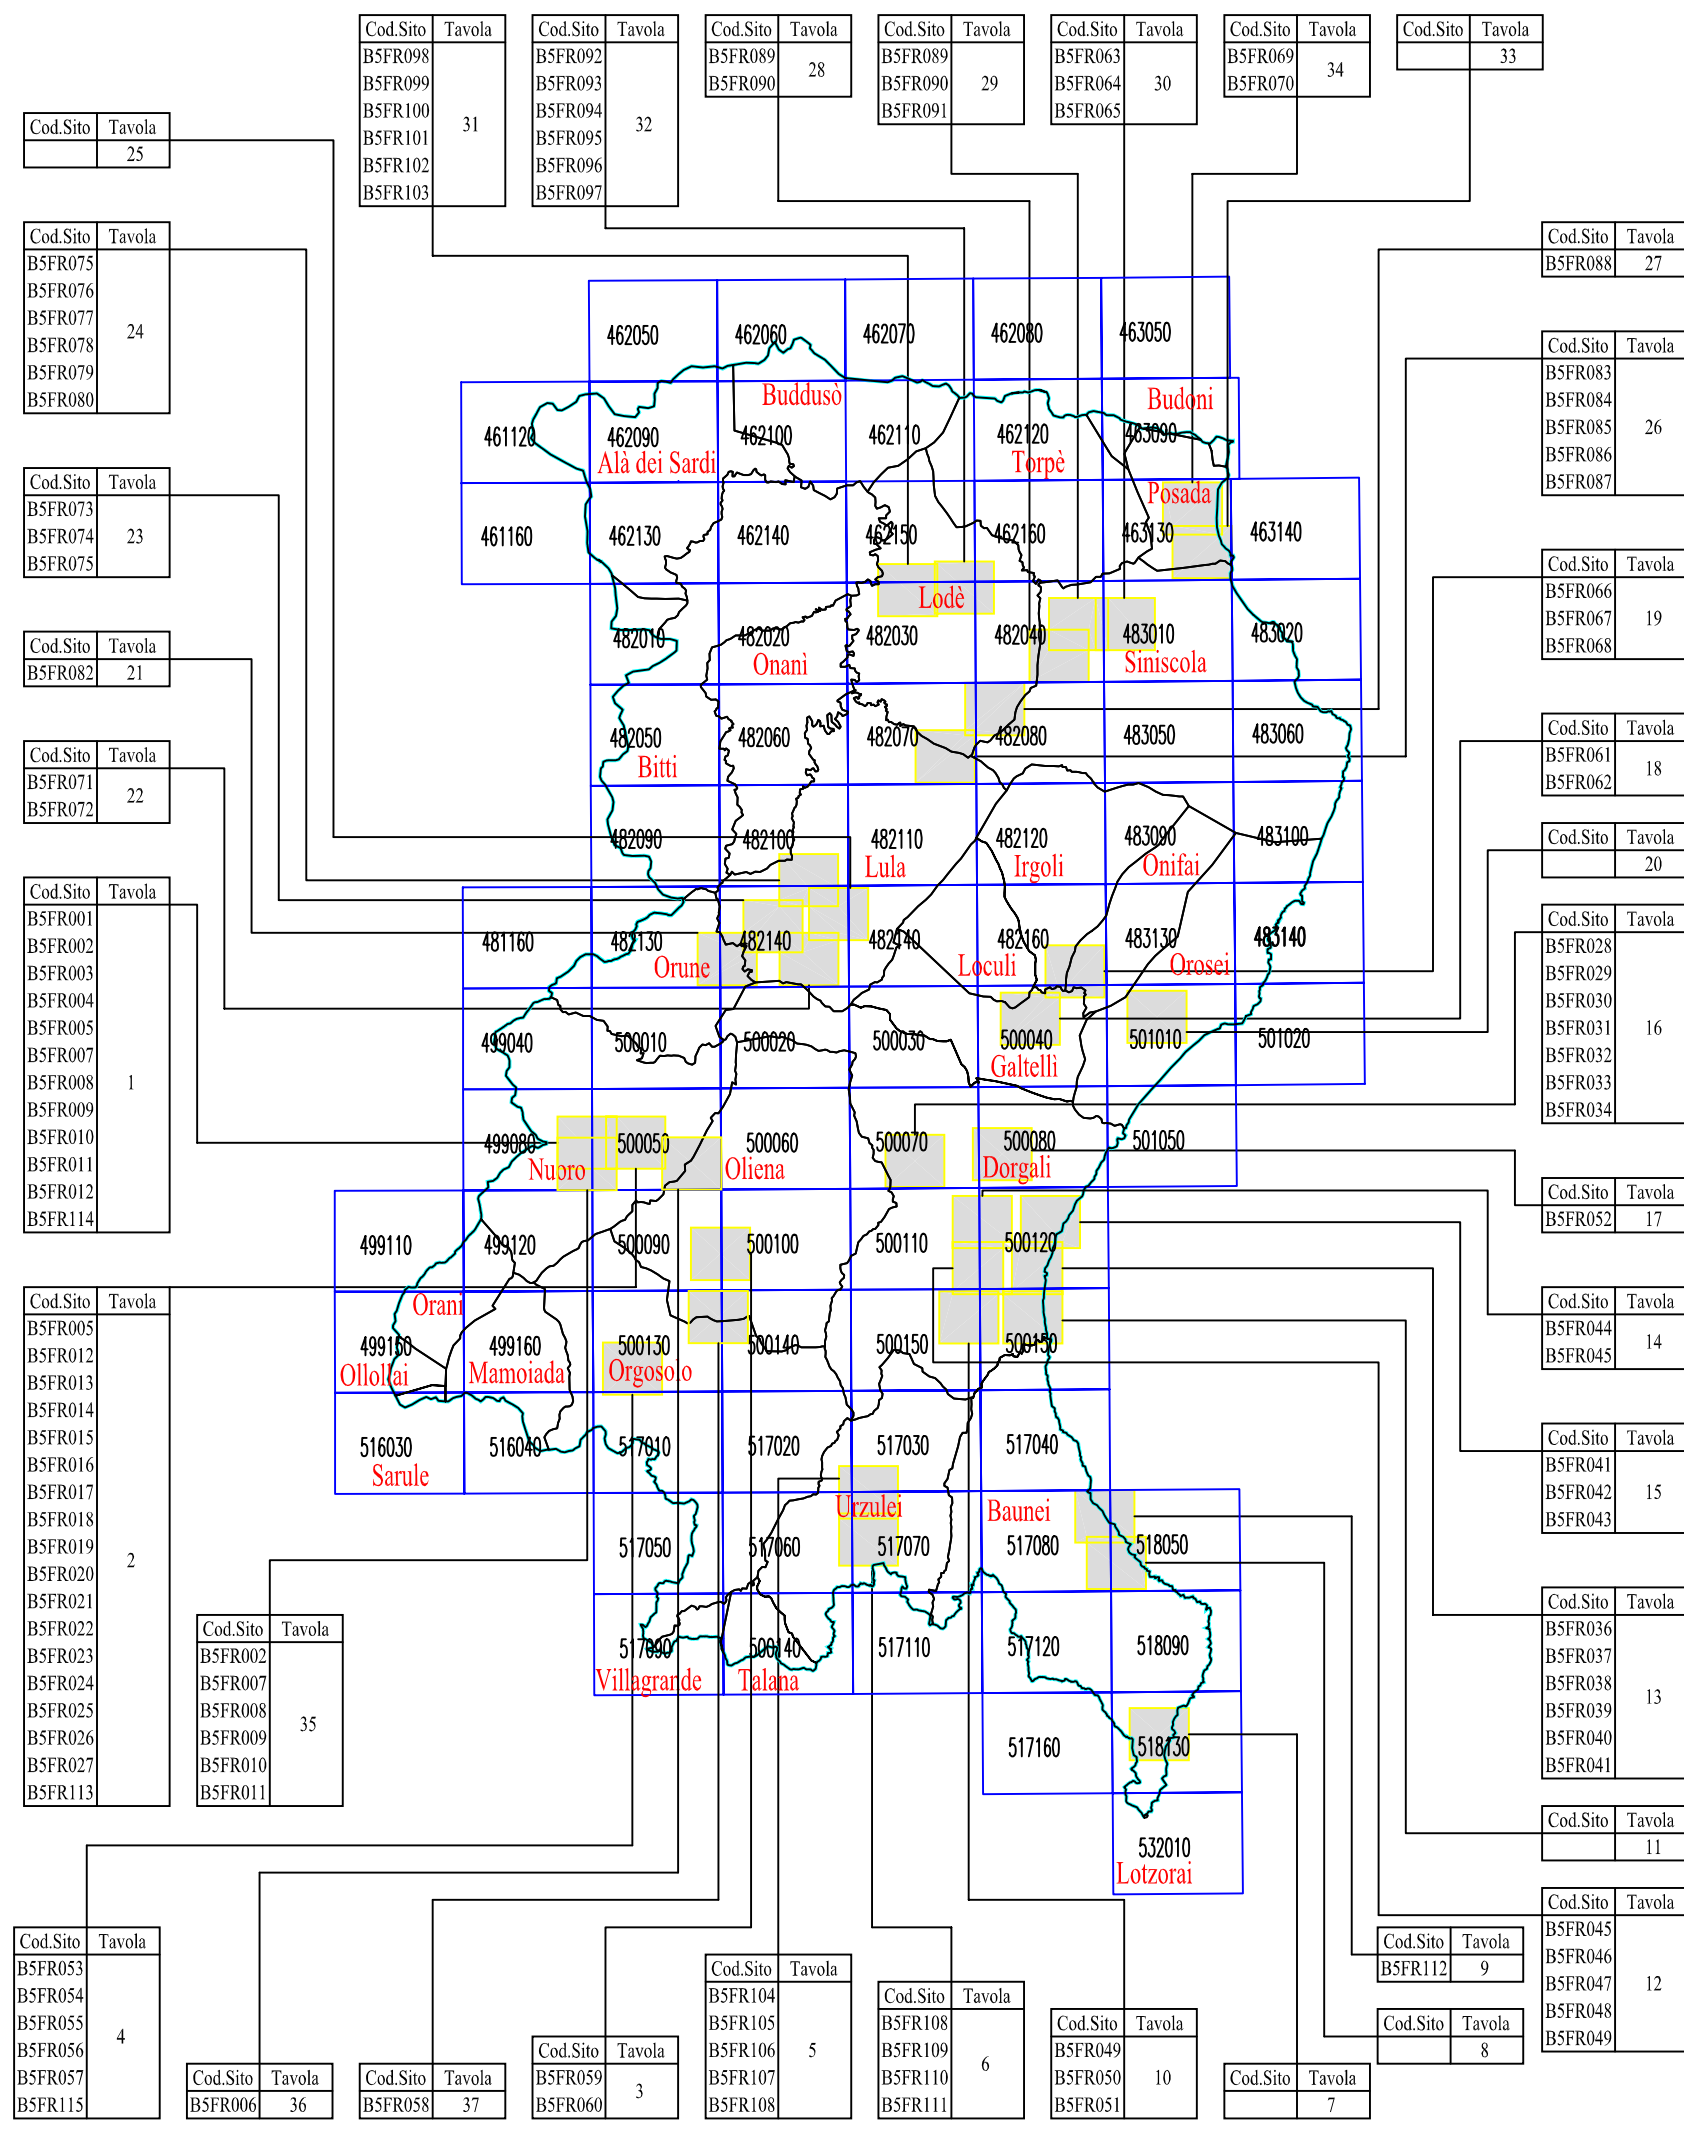 Cod.Sito Tavola
B5FR098
B5FR099
B5FR100
B5FR101
B5FR102
B5FR103
31
Cod.Sito Tavola
B5FR092
B5FR093
B5FR094
B5FR095
B5FR096
B5FR097
32
Cod.Sito Tavola
B5FR089
B5FR090
28
Cod.Sito Tavola
B5FR089
B5FR090
B5FR091
29
Cod.Sito Tavola
B5FR063
B5FR064
B5FR065
30
Cod.Sito Tavola
B5FR069
B5FR070
34
Cod.Sito Tavola
33
Cod.Sito Tavola
25
Cod.Sito Tavola
B5FR075
B5FR076
B5FR077
B5FR078
B5FR079
B5FR080
24
Cod.Sito Tavola
B5FR073
B5FR074
B5FR075
23
Cod.Sito Tavola
B5FR082 21
Cod.Sito Tavola
B5FR071
B5FR072
22
Cod.Sito Tavola
B5FR001
B5FR002
B5FR003
B5FR004
B5FR005
B5FR007
B5FR008
B5FR009
B5FR010
B5FR011
B5FR012
B5FR114
1
Cod.Sito Tavola
B5FR005
B5FR012
B5FR013
B5FR014
B5FR015
B5FR016
B5FR017
B5FR018
B5FR019
B5FR020
B5FR021
B5FR022
B5FR023
B5FR024
B5FR025
B5FR026
B5FR027
B5FR113
2
Cod.Sito Tavola
B5FR002
B5FR007
B5FR008
B5FR009
B5FR010
B5FR011
35
462050 462060 462070 462080 463050
Buddusò Budoni
461120 462090 462100 462110 462120 463090
Alà dei Sardi Torpè
Posada
461160 462130 462140 462150 462160 463130 463140
Lodè
482010 482020 482030 482040 483010 483020
Onanì Siniscola
482050 482060 482070 482080 483050 483060
Bitti
482090 482100 482110 482120 483090 483100
Lula Irgoli Onifai
481160 482130 482140 482140 482160 483130 483140
Orune Loculi Orosei
499040 500010 500020 500030 500040 501010 501020
Galtellì
499080 500050 500060 500070 500080 501050
Nuoro Oliena Dorgali
499110 499120 500090 500100 500110 500120
Orani
499150 499160 500130 500140 500150 500150
Ollollai Mamoiada Orgosolo
516030 516040 517010 517020 517030 517040
Sarule
Urzulei Baunei
517050 517060 517070 517080 518050
517090 500140 517110 517120 518090
Villagrande Talana
517160 518130
532010
Lotzorai
Cod.Sito Tavola
B5FR088 27
Cod.Sito Tavola
B5FR083
B5FR084
B5FR085
B5FR086
B5FR087
26
Cod.Sito Tavola
B5FR066
B5FR067
B5FR068
19
Cod.Sito Tavola
B5FR061
B5FR062
18
Cod.Sito Tavola
20
Cod.Sito Tavola
B5FR028
B5FR029
B5FR030
B5FR031
B5FR032
B5FR033
B5FR034
16
Cod.Sito Tavola
B5FR052 17
Cod.Sito Tavola
B5FR044
B5FR045
14
Cod.Sito Tavola
B5FR041
B5FR042
B5FR043
15
Cod.Sito Tavola
B5FR036
B5FR037
B5FR038
B5FR039
B5FR040
B5FR041
13
Cod.Sito Tavola
11
Cod.Sito Tavola
B5FR045
B5FR046
B5FR047
B5FR048
B5FR049
12
Cod.Sito Tavola
B5FR053
B5FR054
B5FR055
B5FR056
B5FR057
B5FR115
4
Cod.Sito Tavola
B5FR006 36
Cod.Sito Tavola
B5FR058 37
Cod.Sito Tavola
B5FR059
B5FR060
3
Cod.Sito Tavola
B5FR104
B5FR105
B5FR106
B5FR107
B5FR108
5
Cod.Sito Tavola
B5FR108
B5FR109
B5FR110
B5FR111
6
Cod.Sito Tavola
B5FR049
B5FR050
B5FR051
10
Cod.Sito Tavola
7
Cod.Sito Tavola
B5FR112 9
Cod.Sito Tavola
8